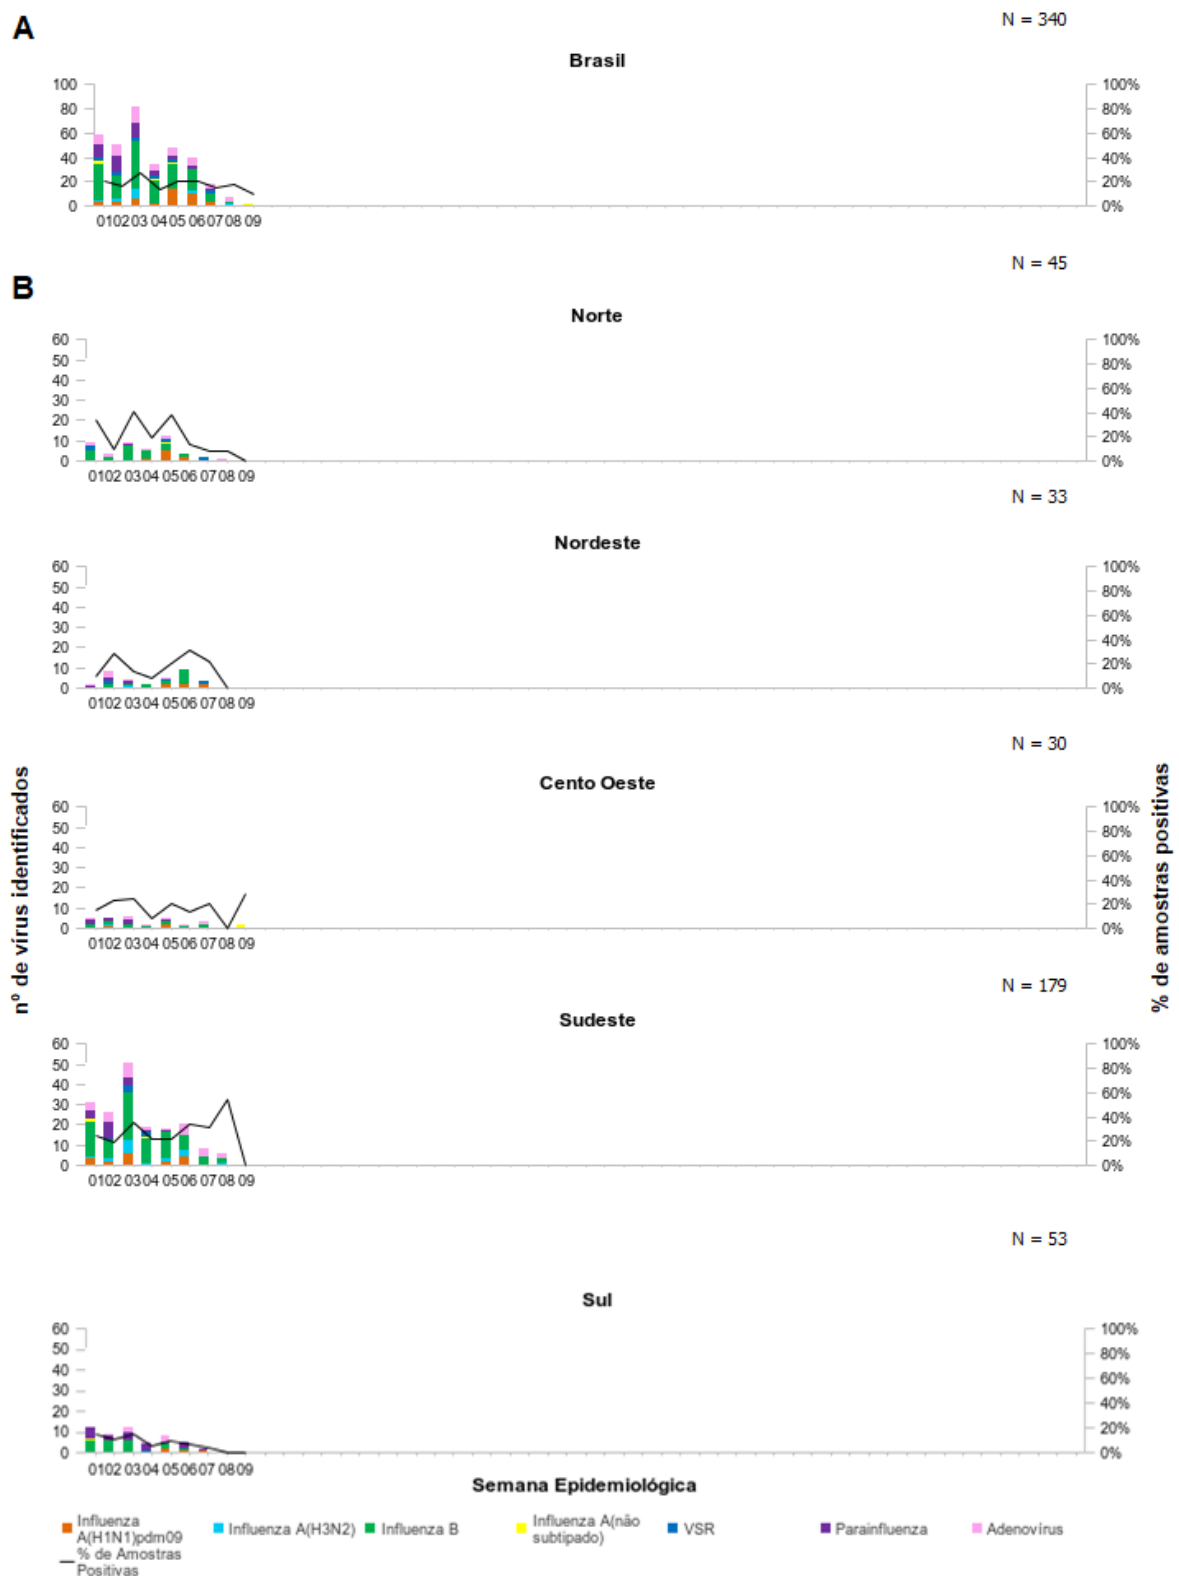 A
N = 340
Brasil
100
80
60
40
20
0
100%
80%
60%
40%
20%
0%
01 02 03 04 05 06 07 08 09
B
N = 45
Norte
60
50
40
30
20
10
0
100%
80%
60%
40%
20%
0%
01 02 03 04 05 06 07 08 09
N = 33
Nordeste
60
50
40
30
20
10
0
100%
80%
60%
40%
20%
0%
01 02 03 04 05 06 07 08 09
N = 30
Cento Oeste
60
50
40
30
20
10
0
100%
80%
60%
40%
20%
0%
01 02 03 04 05 06 07 08 09
nº de vírus identificados
% de amostras positivas
N = 179
Sudeste
60
50
40
30
20
10
0
100%
80%
60%
40%
20%
0%
01 02 03 04 05 06 07 08 09
N = 53
Sul
60
50
40
30
20
10
0
100%
80%
60%
40%
20%
0%
01 02 03 04 05 06 07 08 09
Semana Epidemiológica
Influenza
A(H1N1)pdm09
Influenza A(H3N2)
Influenza B
Influenza A(não
subtipado)
VSR
Parainfluenza
Adenovírus
% de Amostras
Positivas